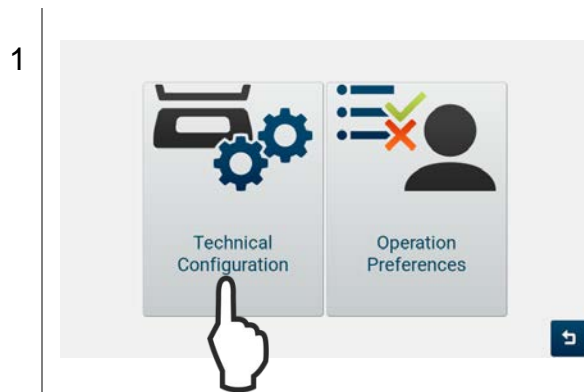 1
Technical
Configuration
Operation
Preferences